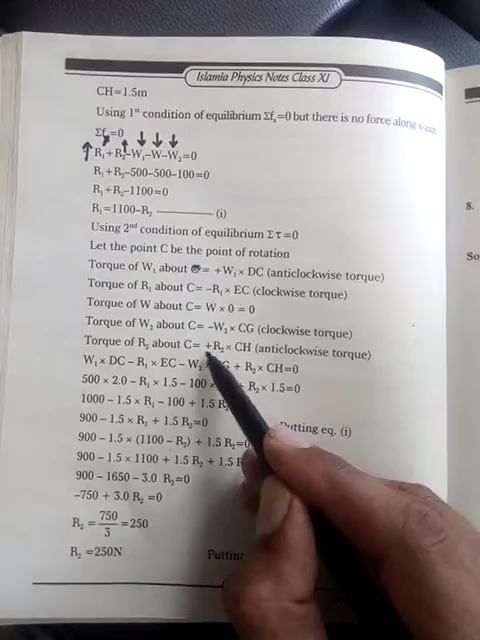 Islamia Physics Notes Class XI
CH=1.5m
Using 1st condition of equilibrium Σfₓ=0 but there is no force along x-axis
Σf =0
R₁+R₂-W₁-W-W₂=0
R₁+R₂-500-500-100=0
R₁+R₂-1100=0
R₁=1100-R₂ ———— (i)
Using 2nd condition of equilibrium Στ=0
Let the point C be the point of rotation
Torque of W₁ about = +W₁× DC (anticlockwise torque)
Torque of R₁ about C= -R₁× EC (clockwise torque)
Torque of W about C= W × 0 = 0
Torque of W₂ about C= -W₂× CG (clockwise torque)
Torque of R₂ about C= +R₂× CH (anticlockwise torque)
W₁× DC - R₁× EC - W₂ G + R₂× CH=0
500 × 2.0 - R₁× 1.5 - 100 R₂× 1.5=0
1000 - 1.5 × R₁ - 100 + 1.5 R
900 - 1.5 × R₁ + 1.5 R₂=0
Putting eq. (i)
900 - 1.5 × (1100 - R₂) + 1.5 R₂=0
900 - 1.5 × 1100 + 1.5 R₂ + 1.5 R
900 - 1650 - 3.0 R₂=0
-750 + 3.0 R₂ =0
R₂ = 750/3 =250
R₂ =250N
Putting
8.
So